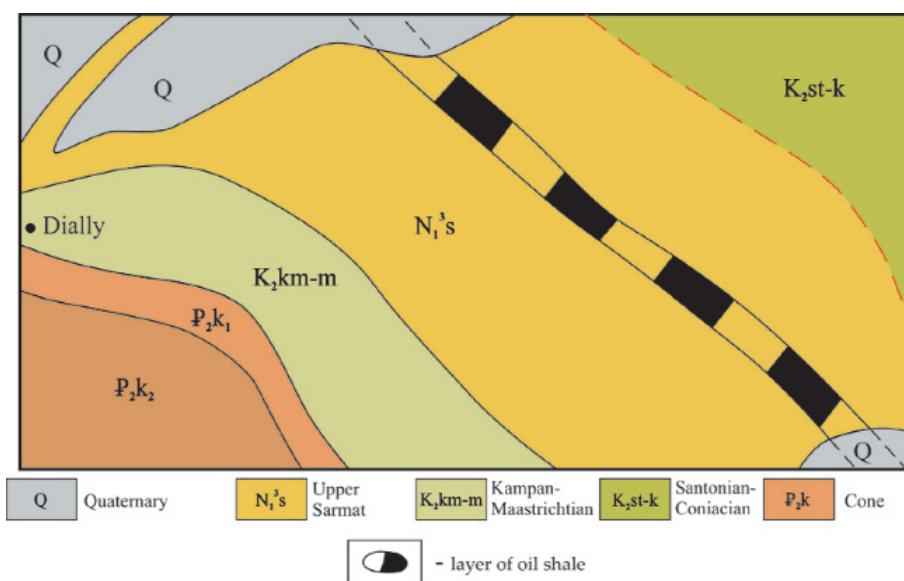 Q
Q
K₂st-k
N₁³s
Dially
K₂km-m
₽₂k₁
₽₂k₂
Q
Q Quaternary
N₁³s Upper Sarmat
K₂km-m Kampan-Maastrichtian
K₂st-k Santonian-Coniacian
₽₂k Cone
- layer of oil shale